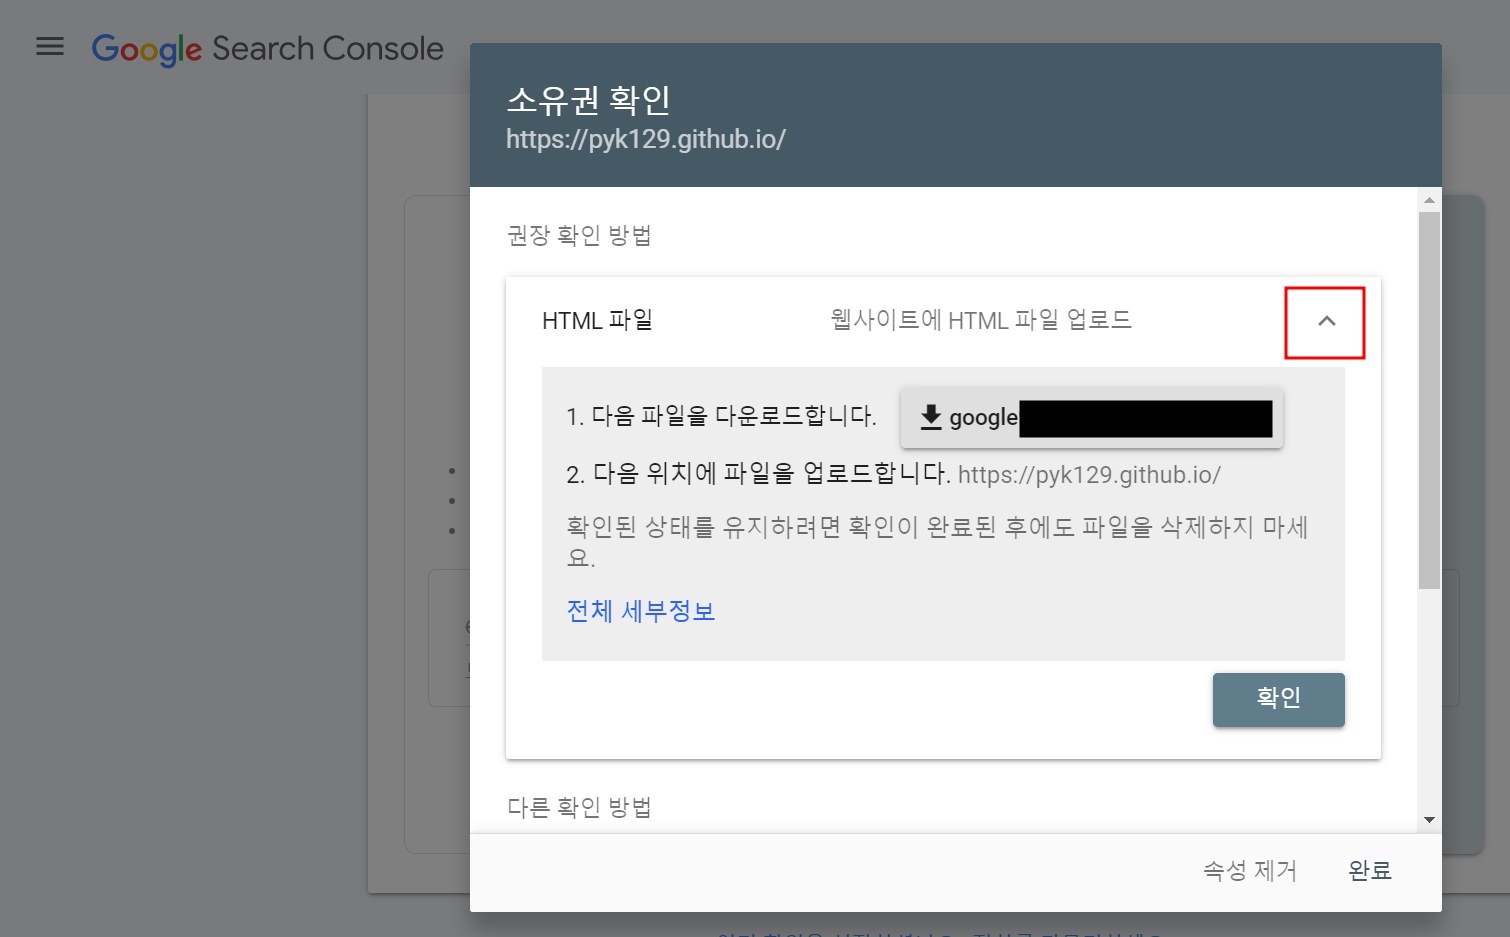 Google Search Console
소유권 확인
https://pyk129.github.io/
권장 확인 방법
HTML 파일 웹사이트에 HTML 파일 업로드
1. 다음 파일을 다운로드합니다. google
2. 다음 위치에 파일을 업로드합니다. https://pyk129.github.io/
확인된 상태를 유지하려면 확인이 완료된 후에도 파일을 삭제하지 마세
요.
전체 세부정보
확인
다른 확인 방법
속성 제거 완료